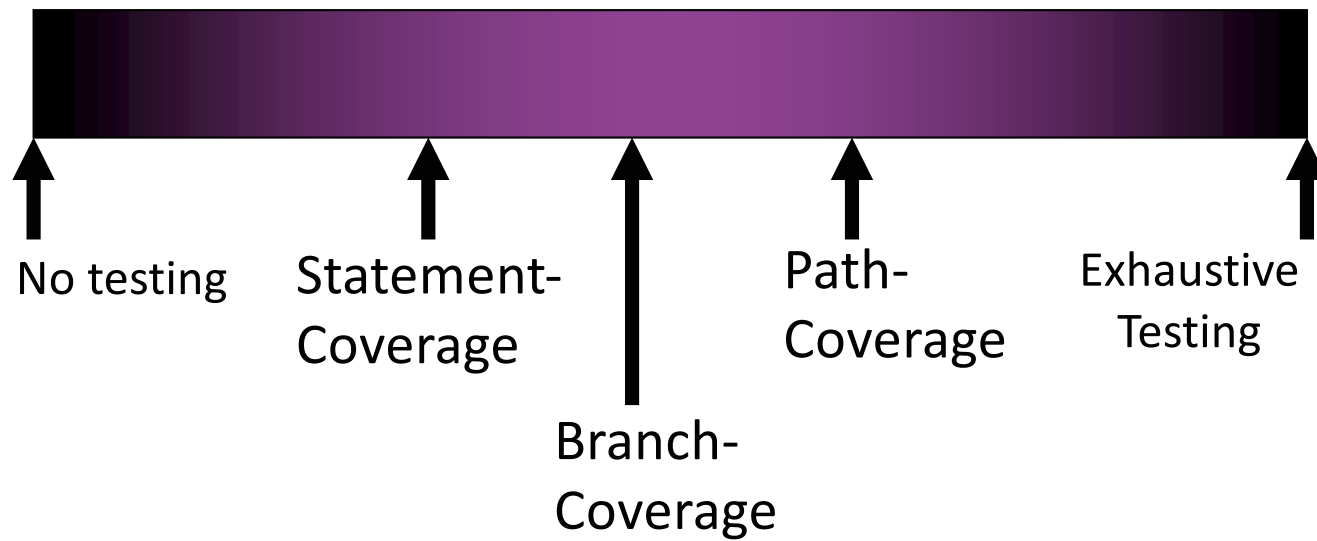 No testing
Statement-
Coverage
Branch-
Coverage
Path-
Coverage
Exhaustive
Testing